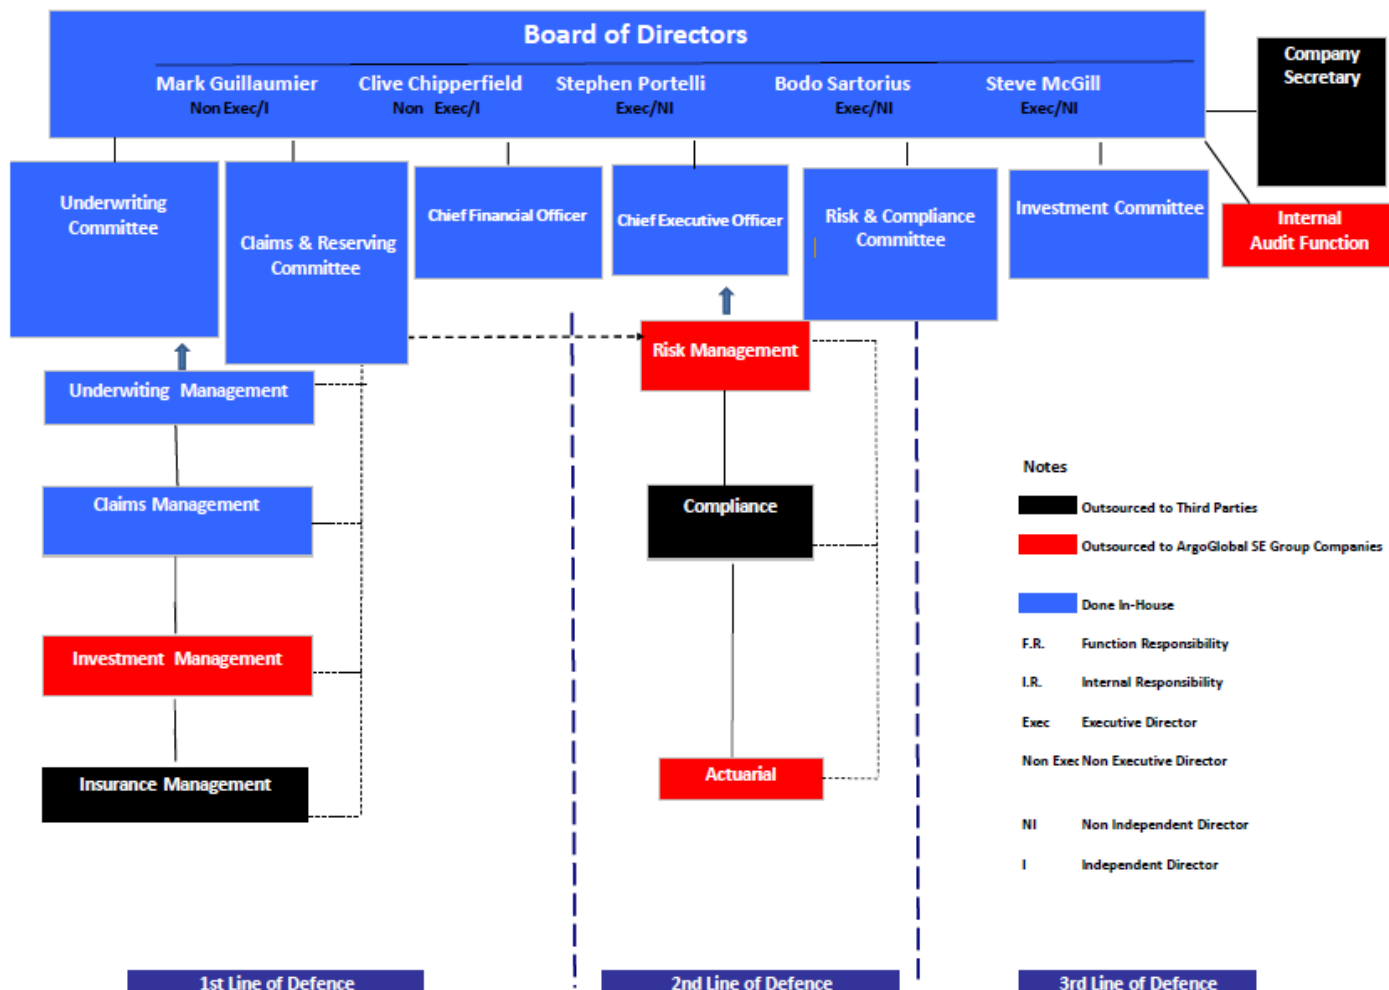 Board of Directors
Company
Secretary
Mark Guillaumier
Non Exec/I
Clive Chipperfield
Non Exec/I
Stephen Portelli
Exec/NI
Bodo Sartorius
Exec/NI
Steve McGill
Exec/NI
Underwriting
Committee
Claims & Reserving
Committee
Chief Financial Officer
Chief Executive Officer
Risk & Compliance
Committee
Investment Committee
Internal
Audit Function
Underwiting Management
Claims Management
Investment Management
Insurance Management
Risk Management
Compliance
Actuarial
Notes
Outsourced to Third Parties
Outsourced to ArgoGlobal SE Group Companies
Done In-House
F.R. Function Responsibility
I.R. Internal Responsibility
Exec Executive Director
Non Exec Non Executive Director
NI Non Independent Director
I Independent Director
1st Line of Defence
2nd Line of Defence
3rd Line of Defence